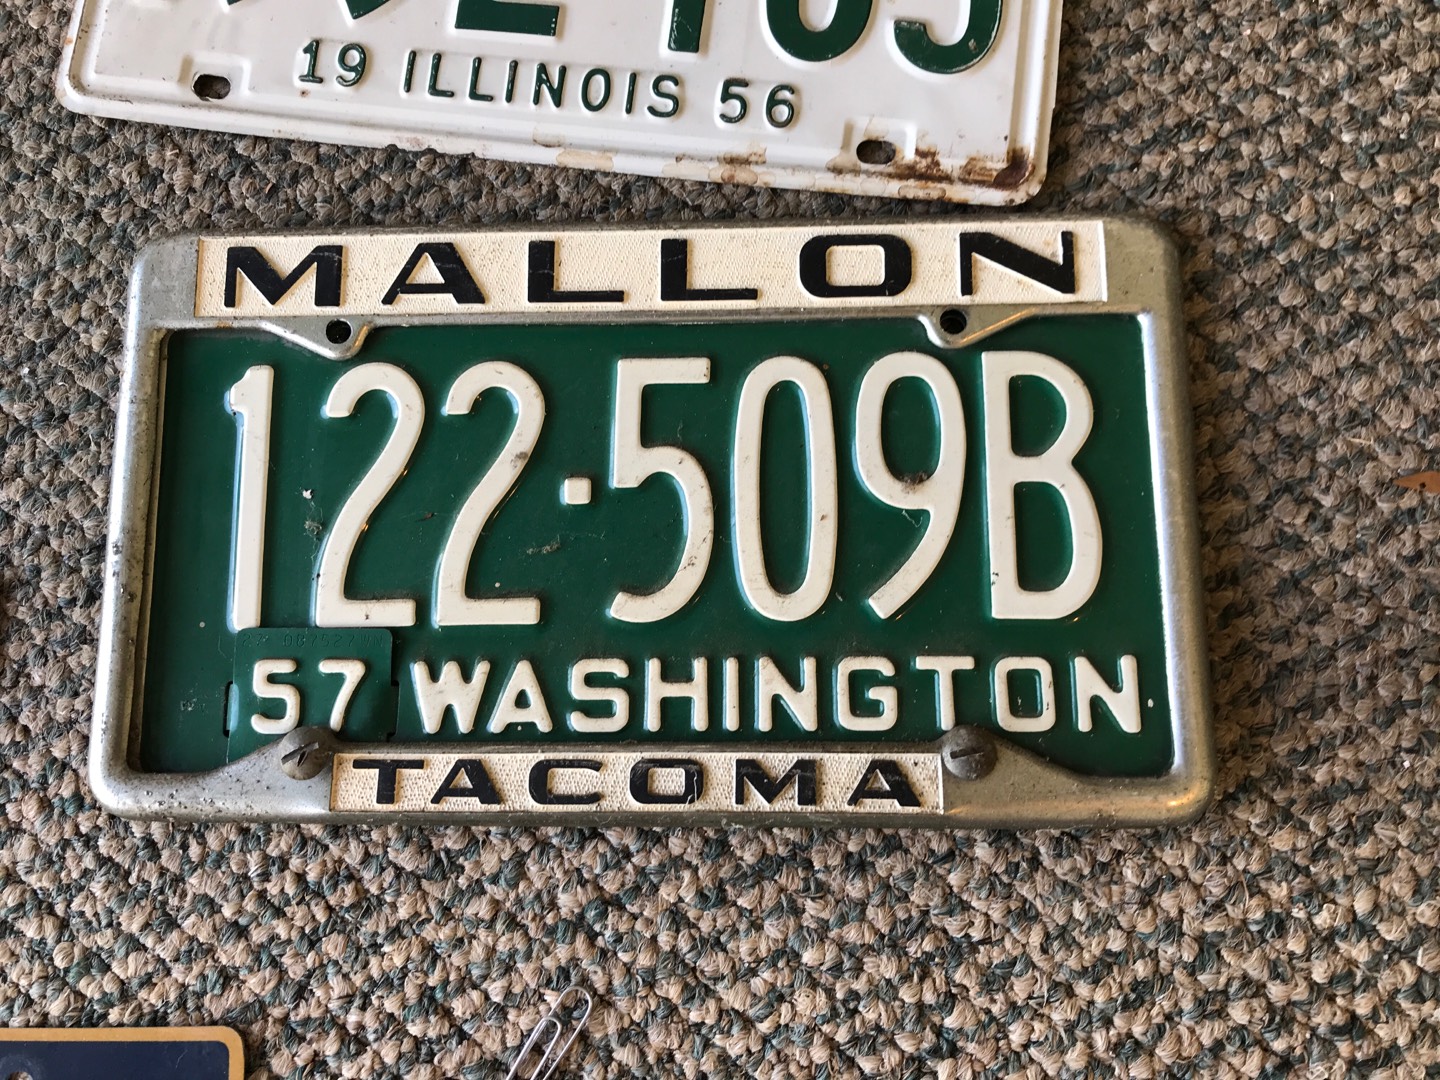 19 ILLINOIS 56
MALLON
122·509B
57 WASHINGTON
TACOMA